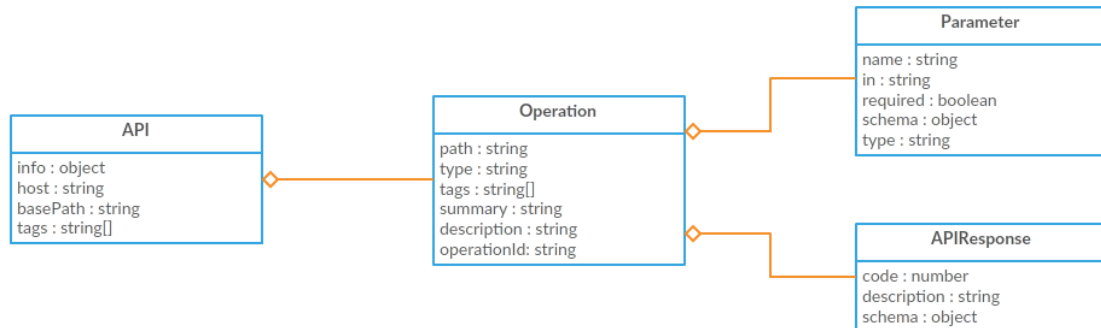 API
info : object
host : string
basePath : string
tags : string[]
Operation
path : string
type : string
tags : string[]
summary : string
description : string
operationId: string
Parameter
name : string
in : string
required : boolean
schema : object
type : string
APIResponse
code : number
description : string
schema : object